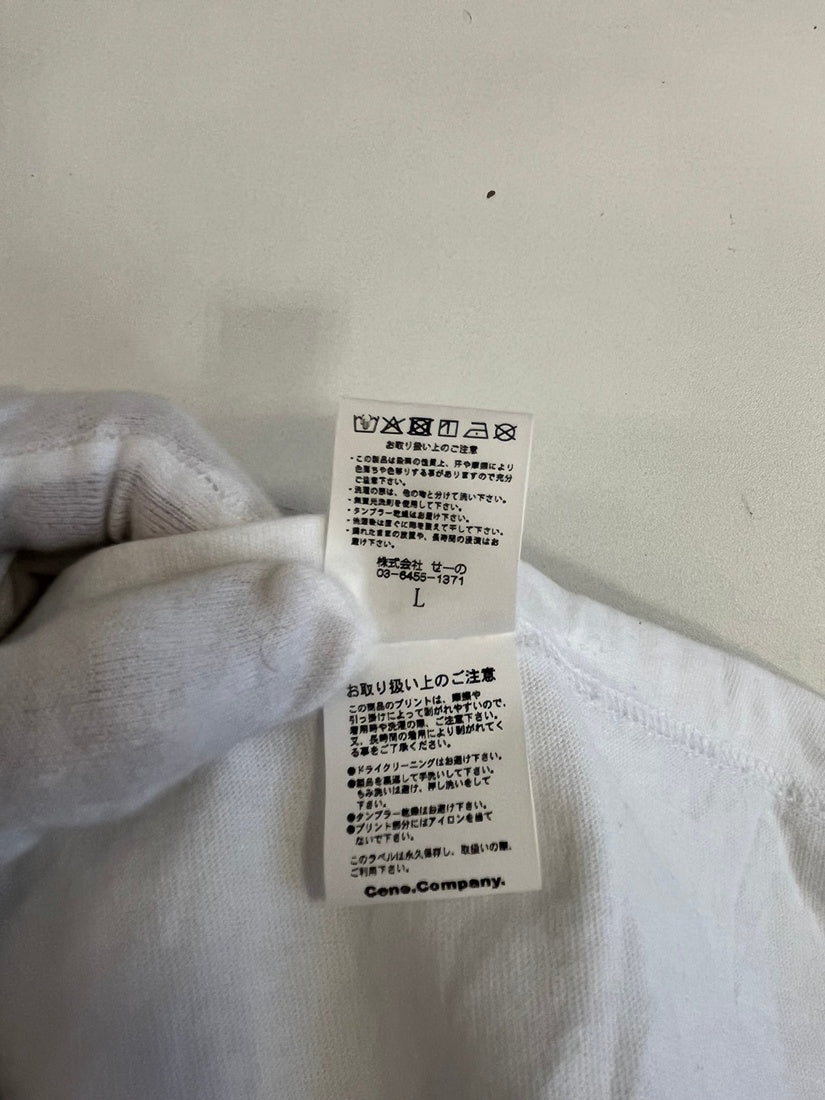 お取り扱い上のご注意
・この製品は染料の性質上、汗や摩擦により
色落ちや色移りする事がありますので充分
ご注意下さい。
・洗濯の際は、色の物と分けて洗い下さい。
・無蛍光洗剤を使用して下さい。
・タンブラー乾燥はお避け下さい。
・洗濯後は直ぐに形を整えて干して下さい。
・濡れたままの放置や、長時間の浸漬はお
避け下さい。
株式会社 せーの
03-6455-1371
L
お取り扱い上のご注意
この商品のプリントは、摩擦や
引っ掛けによって剥がれやすいので、
着用時や洗濯の際、ご注意下さい。
又、長時間の着用により剥がれてく
る事をご了承ください。
●ドライクリーニングはお避け下さい。
●製品を裏返して手洗いして下さい。
もみ洗いは避け、押し洗いをして
下さい。
●タンブラー乾燥はお避け下さい。
●プリント部分にはアイロンを当て
ないで下さい。
このラベルは永久保存し、取扱いの際、
ご利用下さい。
Ceno.Company.